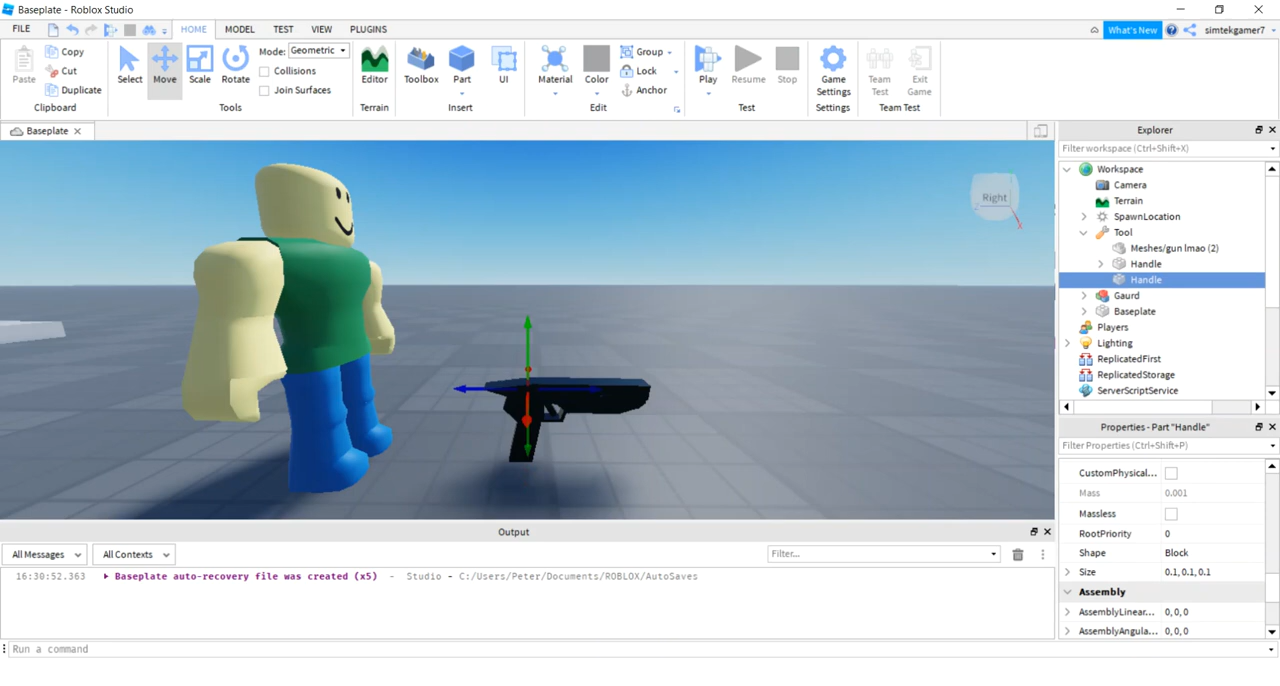 Baseplate - Roblox Studio
FILE HOME MODEL TEST VIEW PLUGINS What's New simtekgamer7
Paste Copy Cut Duplicate Clipboard
Select Move Scale Rotate Mode: Geometric Collisions Join Surfaces Tools
Editor Terrain
Toolbox Part UI Insert
Material Color Group Lock Anchor Edit
Play Resume Stop Test
Game Settings Settings
Team Test Exit Game Team Test
Baseplate
Right
Explorer
Filter workspace (Ctrl+Shift+X)
Workspace
Camera
Terrain
SpawnLocation
Tool
Meshes/gun lmao (2)
Handle
Handle
Gaurd
Baseplate
Players
Lighting
ReplicatedFirst
ReplicatedStorage
ServerScriptService
Properties - Part "Handle"
Filter Properties (Ctrl+Shift+P)
CustomPhysical...
Mass 0.001
Massless
RootPriority 0
Shape Block
Size 0.1, 0.1, 0.1
Assembly
AssemblyLinear... 0, 0, 0
AssemblyAngula... 0, 0, 0
Output
All Messages All Contexts Filter...
16:30:52.363 Baseplate auto-recovery file was created (x5) - Studio - C:/Users/Peter/Documents/ROBLOX/AutoSaves
Run a command